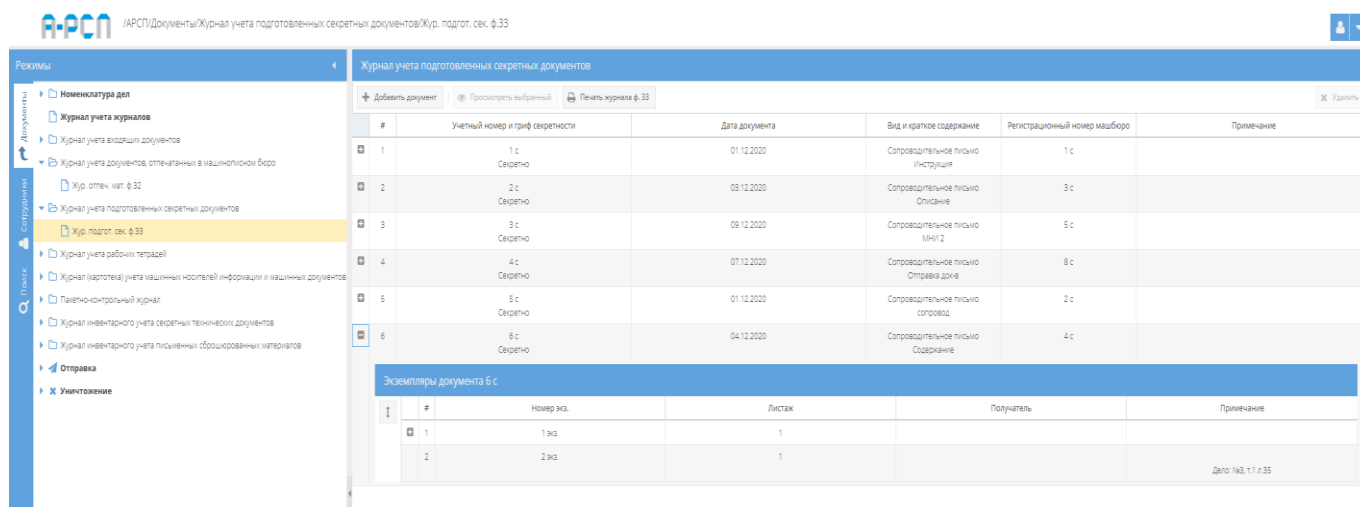 А-РСП
/АРСП/Документы/Журнал учета подготовленных секретных документов/Жур. подгот. сек. ф.33
Режимы
Документы
Сотрудники
Поиск
Номенклатура дел
Журнал учета журналов
Журнал учета входящих документов
Журнал учета документов, отпечатанных в машинописном бюро
Жур. отпеч. мат. ф.32
Журнал учета подготовленных секретных документов
Жур. подгот. сек. ф.33
Журнал учета рабочих тетрадей
Журнал (картотека) учета машинных носителей информации и машинных документов
Пакетно-контрольный журнал
Журнал инвентарного учета секретных технических документов
Журнал инвентарного учета письменных сброшюрованных материалов
Отправка
Уничтожение
Журнал учета подготовленных секретных документов
Добавить документ Просмотреть выбранный Печать журнала ф. 33 Удалить
# Учетный номер и гриф секретности Дата документа Вид и краткое содержание Регистрационный номер машбюро Примечание
1 1 с 01.12.2020 Сопроводительное письмо 1 с
Секретно Инструкция
2 2 с 03.12.2020 Сопроводительное письмо 3 с
Секретно Описание
3 3 с 09.12.2020 Сопроводительное письмо 5 с
Секретно МНИ 2
4 4 с 07.12.2020 Сопроводительное письмо 8 с
Секретно Отправка док-в
5 5 с 01.12.2020 Сопроводительное письмо 2 с
Секретно сопровод.
6 6 с 04.12.2020 Сопроводительное письмо 4 с
Секретно Содержание
Экземпляры документа 6 с
# Номер экз. Листаж Получатель Примечание
1 1 экз. 1
2 2 экз. 1
Дело: №3, т.1 л.35